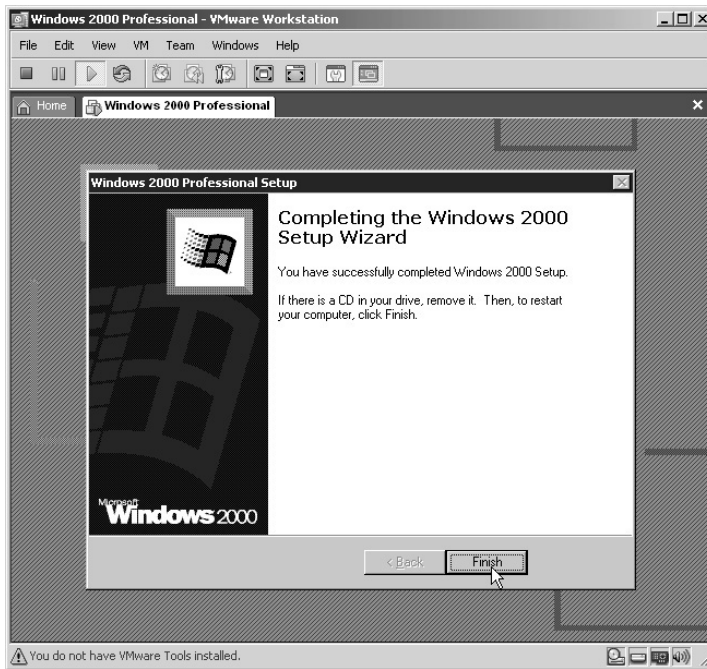 Windows 2000 Professional - VMware Workstation
File Edit View VM Team Windows Help
Home Windows 2000 Professional
Windows 2000 Professional Setup
Completing the Windows 2000
Setup Wizard
You have successfully completed Windows 2000 Setup.
If there is a CD in your drive, remove it. Then, to restart
your computer, click Finish.
Microsoft
Windows 2000
< Back Finish
You do not have VMware Tools installed.